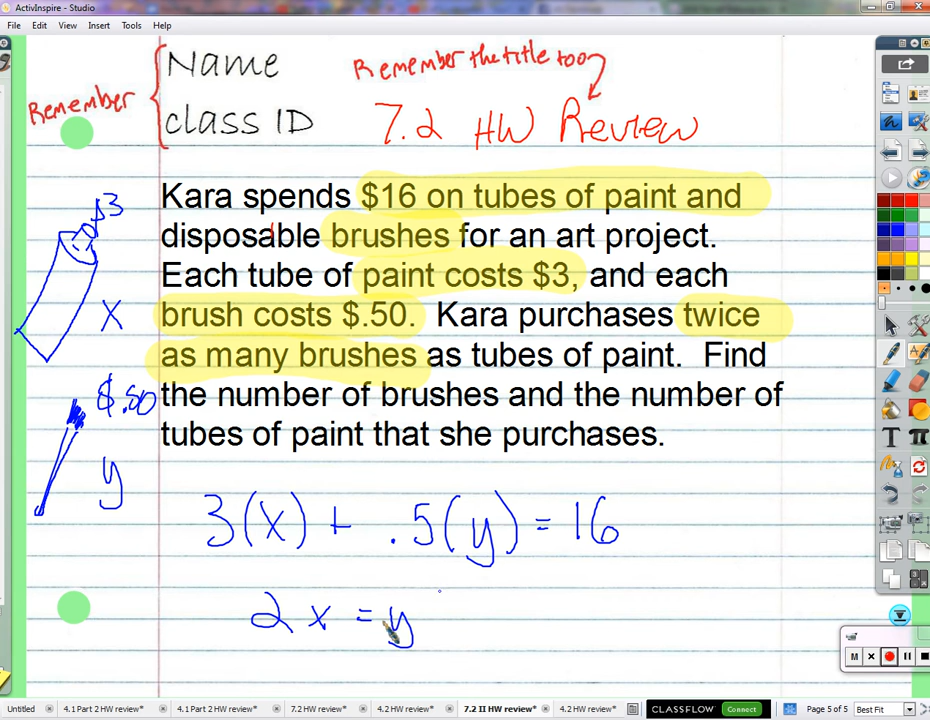 ActivInspire - Studio
File Edit View Insert Tools Help
Remember
Name
class ID
Remember the title too
7.2 HW Review
$3
x
$.50
y
Kara spends $16 on tubes of paint and
disposable brushes for an art project.
Each tube of paint costs $3, and each
brush costs $.50. Kara purchases twice
as many brushes as tubes of paint. Find
the number of brushes and the number of
tubes of paint that she purchases.
3(x) + .5(y) = 16
2x = y
T π
M
Untitled 4.1 Part 2 HW review* 4.1 Part 2 HW review* 7.2 HW review* 4.2 HW review* 7.2 II HW review* 4.2 HW review* CLASSFLOW Connect Page 5 of 5 Best Fit